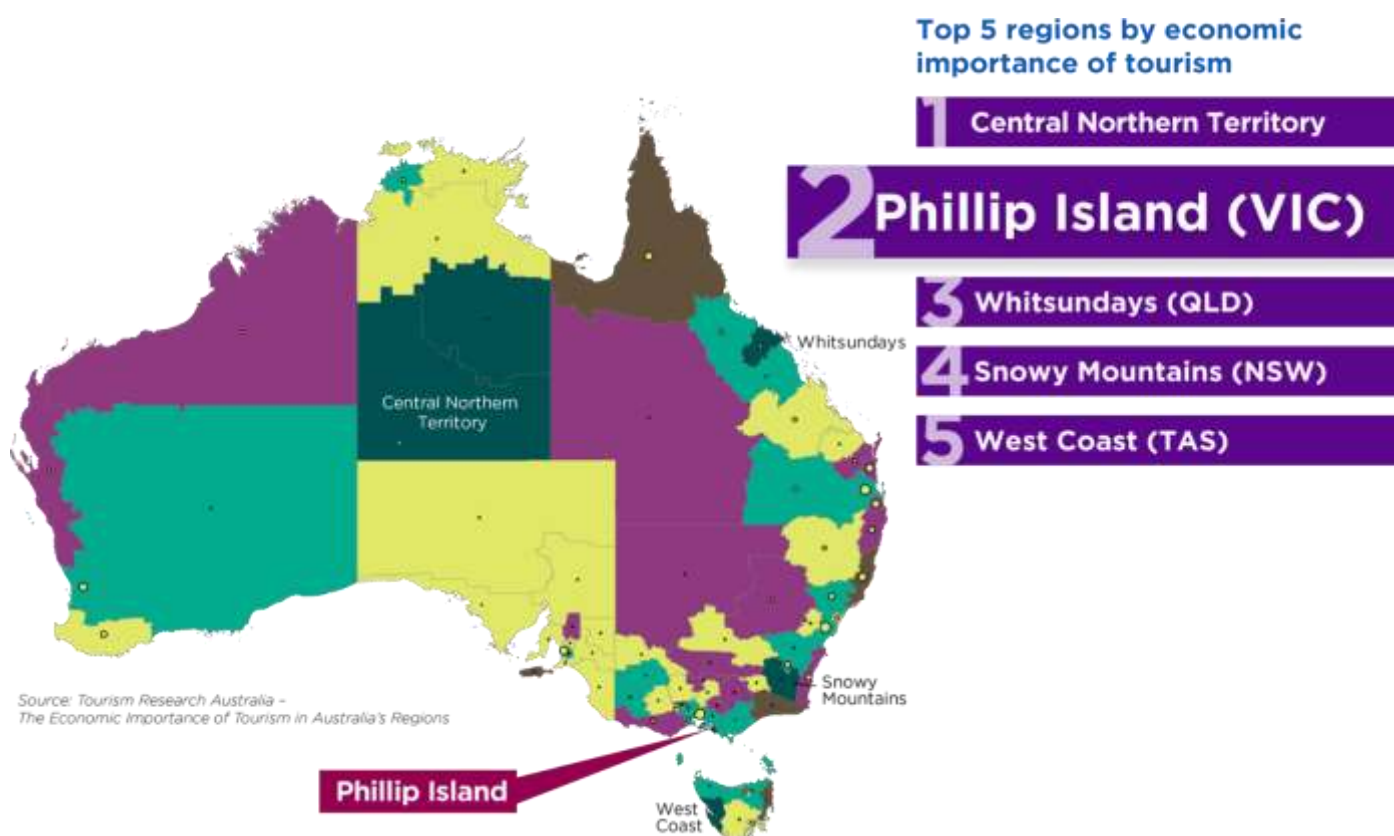 Top 5 regions by economic
importance of tourism
1 Central Northern Territory
2 Phillip Island (VIC)
3 Whitsundays (QLD)
4 Snowy Mountains (NSW)
5 West Coast (TAS)
Whitsundays
Central Northern
Territory
Snowy
Mountains
Source: Tourism Research Australia –
The Economic Importance of Tourism in Australia's Regions
Phillip Island
West
Coast